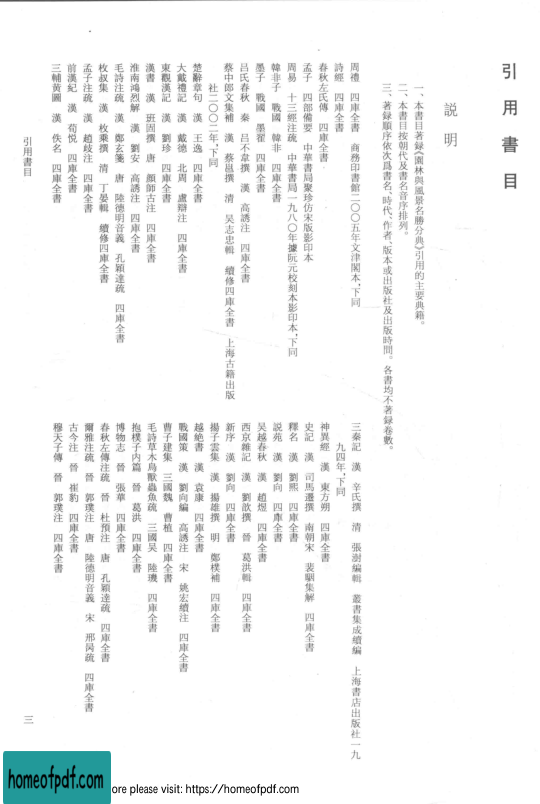 引用書目
説明
一、本書目著録《園林與風景名勝分典》引用的主要典籍。
二、本書目按朝代及書名音序排列。
三、著録順序依次爲書名、時代、作者、版本或出版社及出版時間。各書均不著録卷數。
周禮　四庫全書　商務印書館二〇〇五年文津閣本，下同
詩經　四庫全書
春秋左氏傳　四庫全書
孟子　四部備要　中華書局聚珍仿宋版影印本
周易　十三經注疏　中華書局一九八〇年據阮元校刻本影印本，下同
韓非子　戰國　韓非　四庫全書
墨子　戰國　墨翟　四庫全書
吕氏春秋　秦　吕不韋撰　漢　高誘注　四庫全書
蔡中郎文集補　漢　蔡邕撰　清　吴志忠輯　續修四庫全書　上海古籍出版
社二〇〇二年，下同
楚辭章句　漢　王逸　四庫全書
大戴禮記　漢　戴德　北周　盧辯注　四庫全書
東觀漢記　漢　劉珍　四庫全書
漢書　漢　班固撰　唐　顔師古注　四庫全書
淮南鴻烈解　漢　劉安　高誘注　四庫全書
毛詩注疏　漢　鄭玄箋　唐　陸德明音義　孔穎達疏　四庫全書
枚叔集　漢　枚乘撰　清　丁晏輯　續修四庫全書
孟子注疏　漢　趙岐注　四庫全書
前漢紀　漢　荀悦　四庫全書
三輔黄圖　漢　佚名　四庫全書
三秦記　漢　辛氏撰　清　張澍編輯　叢書集成續編　上海書店出版社一九
九四年，下同
神異經　漢　東方朔　四庫全書
史記　漢　司馬遷撰　南朝宋　裴駰集解　四庫全書
釋名　漢　劉熙　四庫全書
説苑　漢　劉向　四庫全書
吴越春秋　漢　趙煜　四庫全書
西京雜記　漢　劉歆撰　晉　葛洪輯　四庫全書
新序　漢　劉向　四庫全書
揚子雲集　漢　揚雄撰　明　鄭樸補　四庫全書
越絶書　漢　袁康　四庫全書
戰國策　漢　劉向編　高誘注　宋　姚宏續注　四庫全書
曹子建集　三國魏　曹植　四庫全書
毛詩草木鳥獸蟲魚疏　三國吴　陸璣　四庫全書
抱樸子内篇　晉　葛洪　四庫全書
博物志　晉　張華　四庫全書
春秋左傳注疏　晉　杜預注　唐　孔穎達疏　四庫全書
爾雅注疏　晉　郭璞注　唐　陸德明音義　宋　邢昺疏　四庫全書
古今注　晉　崔豹　四庫全書
穆天子傳　晉　郭璞注　四庫全書
引用書目
三
homeofpdf.com
ore please visit: https://homeofpdf.com